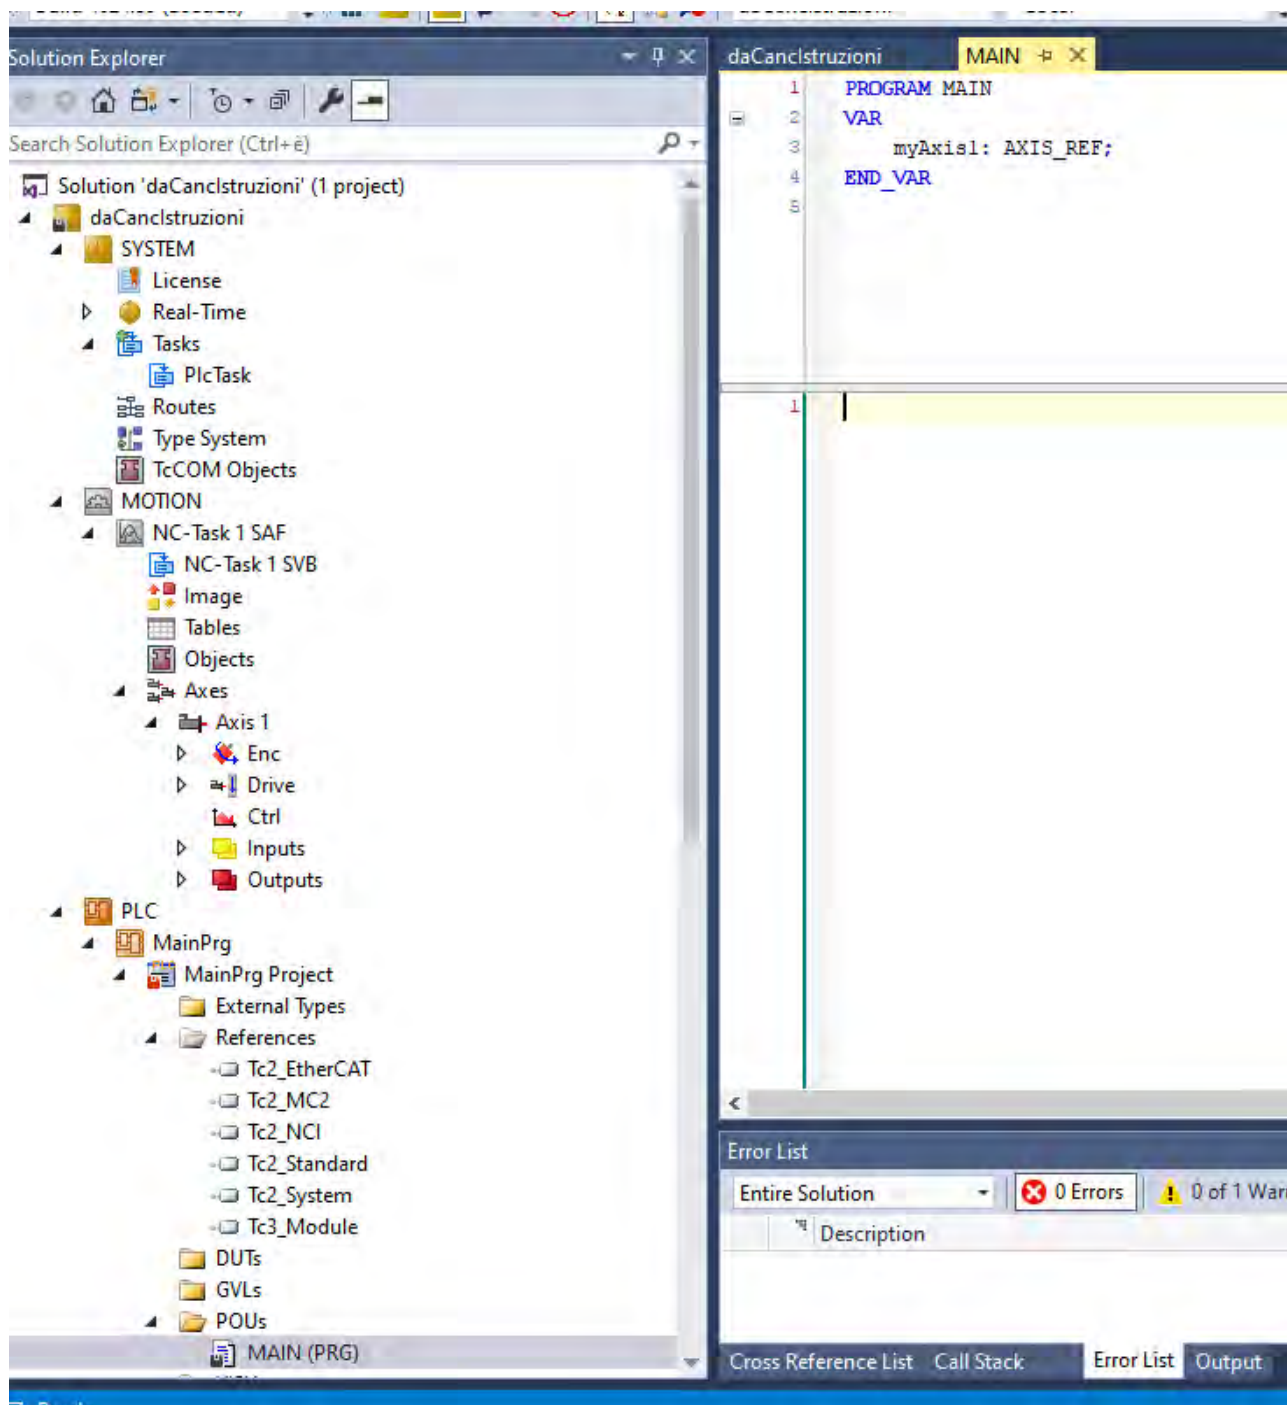 Solution Explorer
Search Solution Explorer (Ctrl+è)
Solution 'daCancIstruzioni' (1 project)
daCancIstruzioni
SYSTEM
License
Real-Time
Tasks
PlcTask
Routes
Type System
TcCOM Objects
MOTION
NC-Task 1 SAF
NC-Task 1 SVB
Image
Tables
Objects
Axes
Axis 1
Enc
Drive
Ctrl
Inputs
Outputs
PLC
MainPrg
MainPrg Project
External Types
References
Tc2_EtherCAT
Tc2_MC2
Tc2_NCI
Tc2_Standard
Tc2_System
Tc3_Module
DUTs
GVLs
POUs
MAIN (PRG)
daCancIstruzioni MAIN
1 PROGRAM MAIN
2 VAR
3 myAxis1: AXIS_REF;
4 END_VAR
5
1
Error List
Entire Solution 0 Errors 0 of 1 War
Description
Cross Reference List Call Stack Error List Output